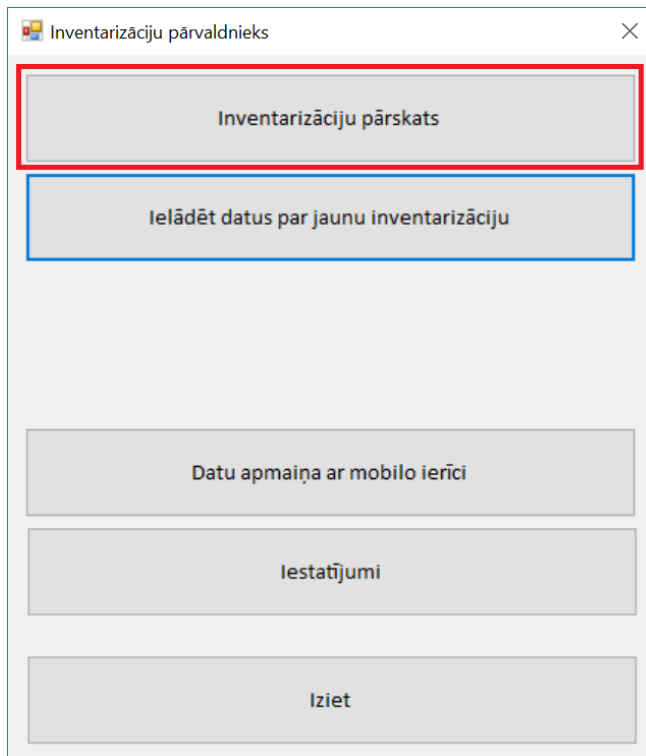 Inventarizāciju pārvaldnieks
Inventarizāciju pārskats
Ielādēt datus par jaunu inventarizāciju
Datu apmaiņa ar mobilo ierīci
Iestatījumi
Iziet